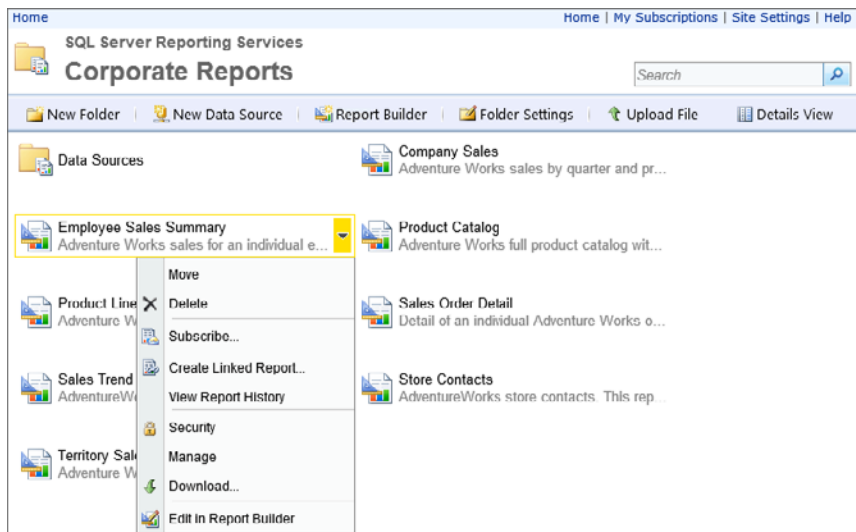 Home
Home | My Subscriptions | Site Settings | Help
SQL Server Reporting Services
Corporate Reports
Search
New Folder
New Data Source
Report Builder
Folder Settings
Upload File
Details View
Data Sources
Company Sales
Adventure Works sales by quarter and pr...
Employee Sales Summary
Adventure Works sales for an individual e...
Product Catalog
Adventure Works full product catalog wit...
Product Line
Adventure W
Sales Order Detail
Detail of an individual Adventure Works o...
Sales Trend
AdventureWo
Store Contacts
AdventureWorks store contacts. This rep...
Territory Sale
Adventure W
Move
Delete
Subscribe...
Create Linked Report...
View Report History
Security
Manage
Download...
Edit in Report Builder